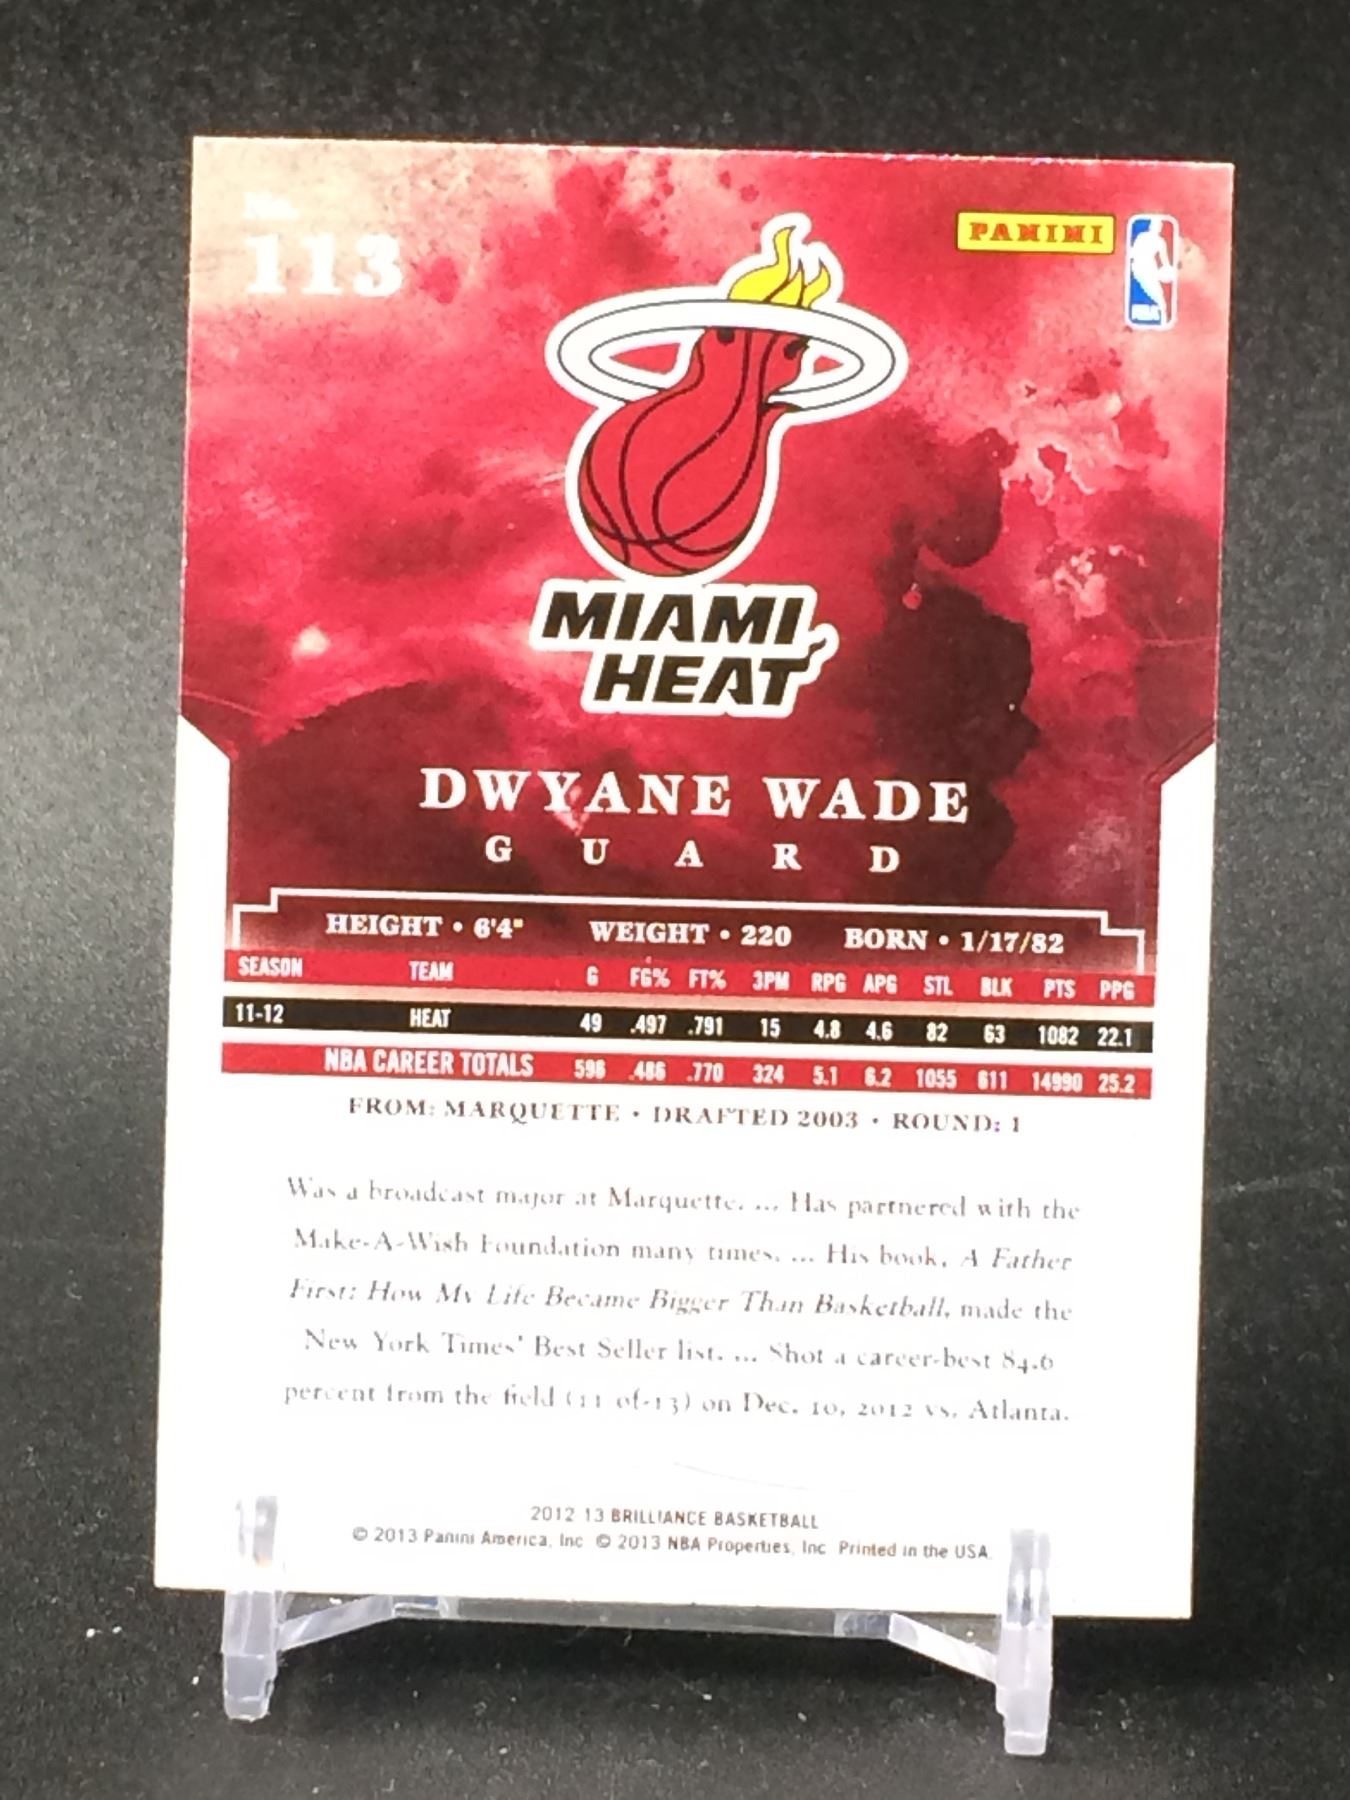 No.
113
PANINI
NBA
MIAMI
HEAT
DWYANE WADE
GUARD
HEIGHT • 6'4" WEIGHT • 220 BORN • 1/17/82
SEASON TEAM G FG% FT% 3PM RPG APG STL BLK PTS PPG
11-12 HEAT 49 .497 .791 15 4.8 4.6 82 63 1082 22.1
NBA CAREER TOTALS 596 .486 .770 324 5.1 6.2 1055 611 14990 25.2
FROM: MARQUETTE • DRAFTED 2003 • ROUND: 1
Was a broadcast major at Marquette. ... Has partnered with the
Make-A-Wish Foundation many times. ... His book, A Father
First: How My Life Became Bigger Than Basketball, made the
New York Times' Best Seller list. ... Shot a career-best 84.6
percent from the field (11-of-13) on Dec. 10, 2012 vs. Atlanta.
2012-13 BRILLIANCE BASKETBALL
© 2013 Panini America, Inc. © 2013 NBA Properties, Inc. Printed in the USA.